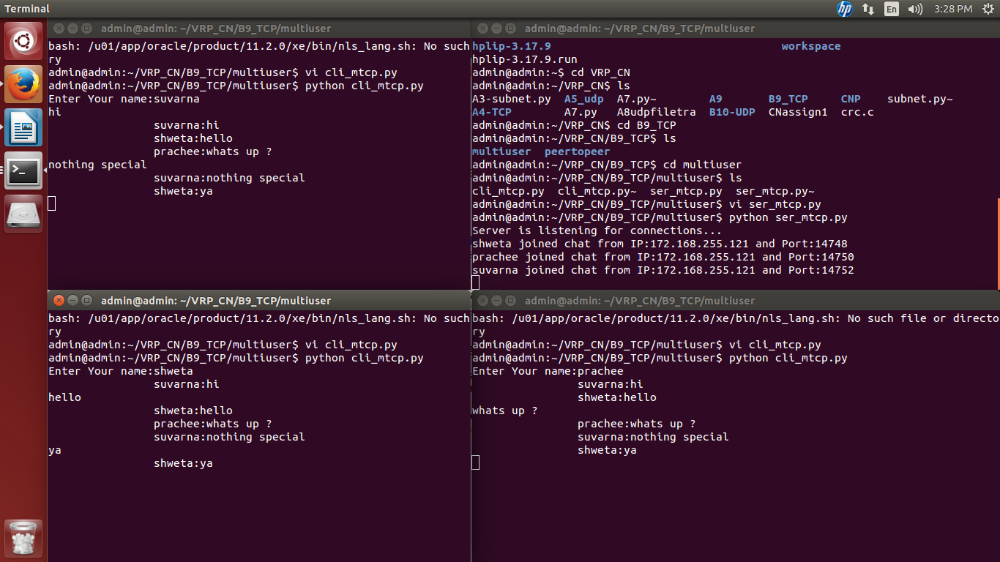 Terminal
En
3:28 PM
admin@admin: ~/VRP_CN/B9_TCP/multiuser
bash: /u01/app/oracle/product/11.2.0/xe/bin/nls_lang.sh: No such
ry
admin@admin:~/VRP_CN/B9_TCP/multiuser$ vi cli_mtcp.py
admin@admin:~/VRP_CN/B9_TCP/multiuser$ python cli_mtcp.py
Enter Your name:suvarna
hi
suvarna:hi
shweta:hello
prachee:whats up ?
nothing special
suvarna:nothing special
shweta:ya
admin@admin: ~/VRP_CN/B9_TCP/multiuser
hplip-3.17.9 workspace
hplip-3.17.9.run
admin@admin:~$ cd VRP_CN
admin@admin:~/VRP_CN$ ls
A3-subnet.py A5_udp A7.py~ A9 B9_TCP CNP subnet.py~
A4-TCP A7.py A8udpfiletra B10-UDP CNassign1 crc.c
admin@admin:~/VRP_CN$ cd B9_TCP
admin@admin:~/VRP_CN/B9_TCP$ ls
multiuser peertopeer
admin@admin:~/VRP_CN/B9_TCP$ cd multiuser
admin@admin:~/VRP_CN/B9_TCP/multiuser$ ls
cli_mtcp.py cli_mtcp.py~ ser_mtcp.py ser_mtcp.py~
admin@admin:~/VRP_CN/B9_TCP/multiuser$ vi ser_mtcp.py
admin@admin:~/VRP_CN/B9_TCP/multiuser$ python ser_mtcp.py
Server is listening for connections...
shweta joined chat from IP:172.168.255.121 and Port:14748
prachee joined chat from IP:172.168.255.121 and Port:14750
suvarna joined chat from IP:172.168.255.121 and Port:14752
admin@admin: ~/VRP_CN/B9_TCP/multiuser
bash: /u01/app/oracle/product/11.2.0/xe/bin/nls_lang.sh: No such
ry
admin@admin:~/VRP_CN/B9_TCP/multiuser$ vi cli_mtcp.py
admin@admin:~/VRP_CN/B9_TCP/multiuser$ python cli_mtcp.py
Enter Your name:shweta
suvarna:hi
hello
shweta:hello
prachee:whats up ?
suvarna:nothing special
ya
shweta:ya
admin@admin: ~/VRP_CN/B9_TCP/multiuser
bash: /u01/app/oracle/product/11.2.0/xe/bin/nls_lang.sh: No such file or directo
ry
admin@admin:~/VRP_CN/B9_TCP/multiuser$ vi cli_mtcp.py
admin@admin:~/VRP_CN/B9_TCP/multiuser$ python cli_mtcp.py
Enter Your name:prachee
suvarna:hi
shweta:hello
whats up ?
prachee:whats up ?
suvarna:nothing special
shweta:ya